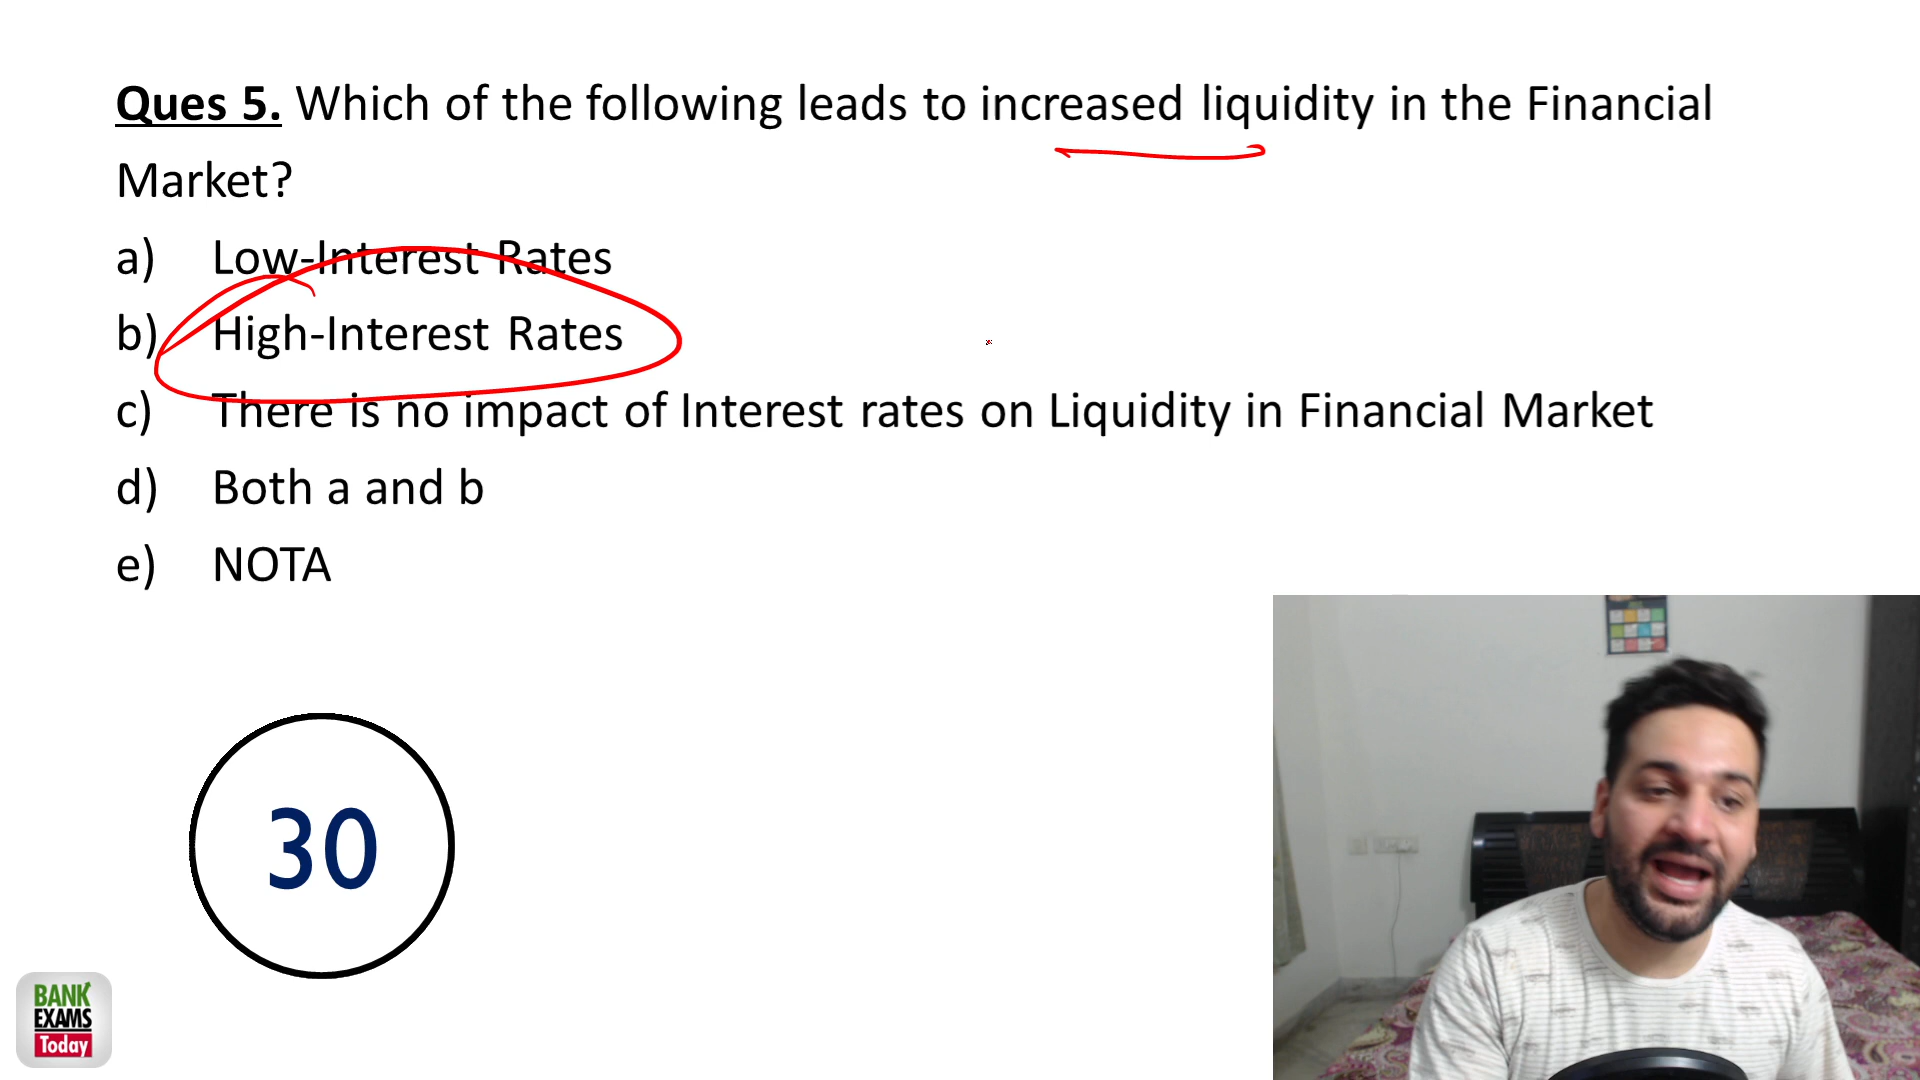 Ques 5. Which of the following leads to increased liquidity in the Financial
Market?
a) Low-Interest Rates
b) High-Interest Rates
c) There is no impact of Interest rates on Liquidity in Financial Market
d) Both a and b
e) NOTA
30
BANK
EXAMS
Today